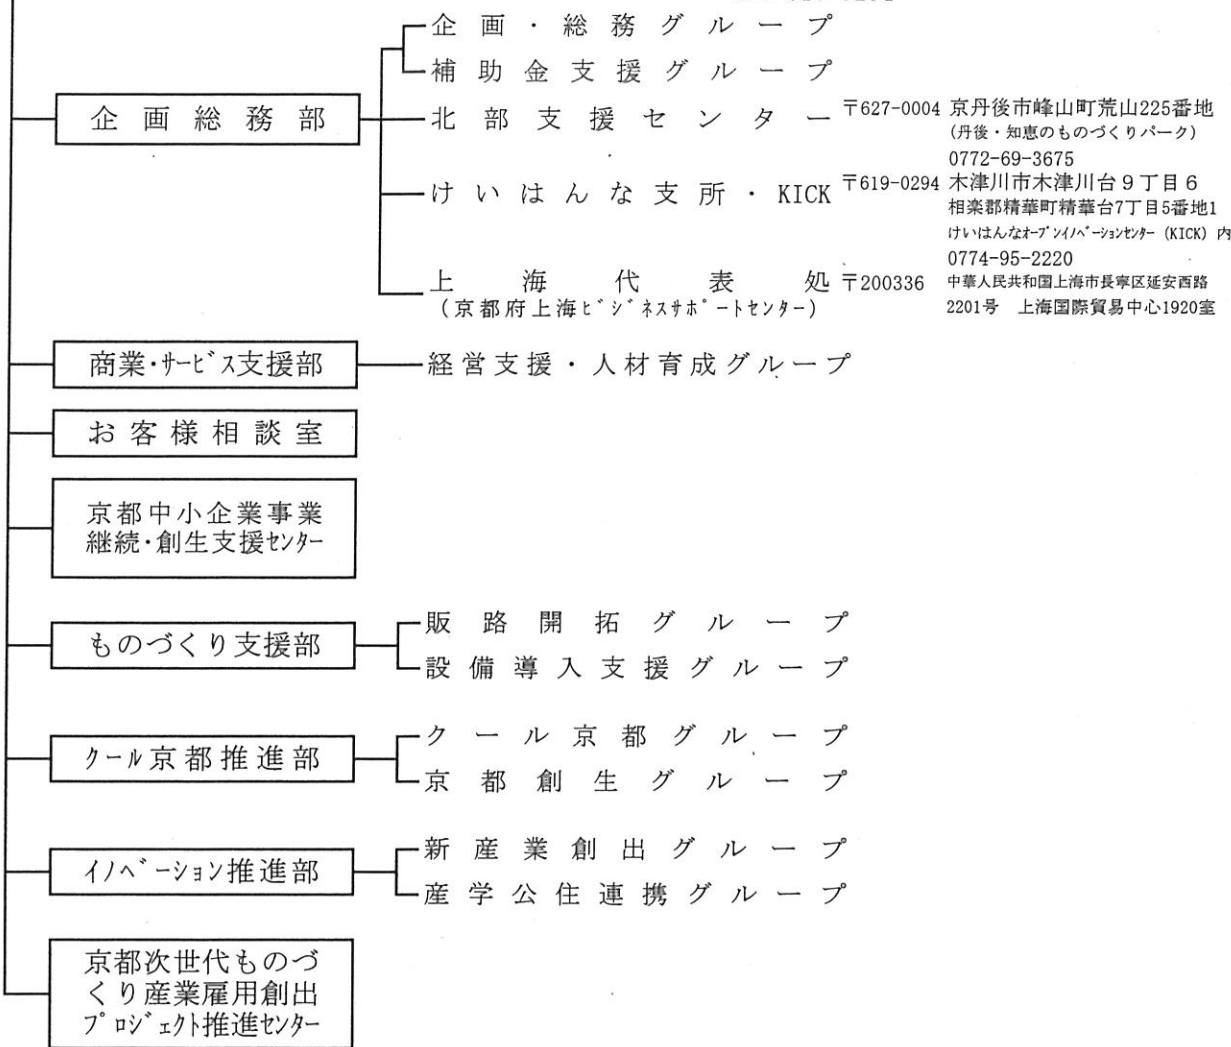 企画・総務グループ
補助金支援グループ
企画総務部
北部支援センター
〒627-0004 京丹後市峰山町荒山225番地
(丹後・知恵のものづくりパーク)
0772-69-3675
けいはんな支所・KICK
〒619-0294 木津川市木津川台9丁目6
相楽郡精華町精華台7丁目5番地1
けいはんなオープンイノベーションセンター (KICK) 内
0774-95-2220
上海代表処
〒200336 中華人民共和国上海市長寧区延安西路
(京都府上海ビジネスサポートセンター)
2201号 上海国際貿易中心1920室
商業・サービス支援部
経営支援・人材育成グループ
お客様相談室
京都中小企業事業
継続・創生支援センター
ものづくり支援部
販路開拓グループ
設備導入支援グループ
クール京都推進部
クール京都グループ
京都創生グループ
イノベーション推進部
新産業創出グループ
産学公住連携グループ
京都次世代ものづ
くり産業雇用創出
プロジェクト推進センター